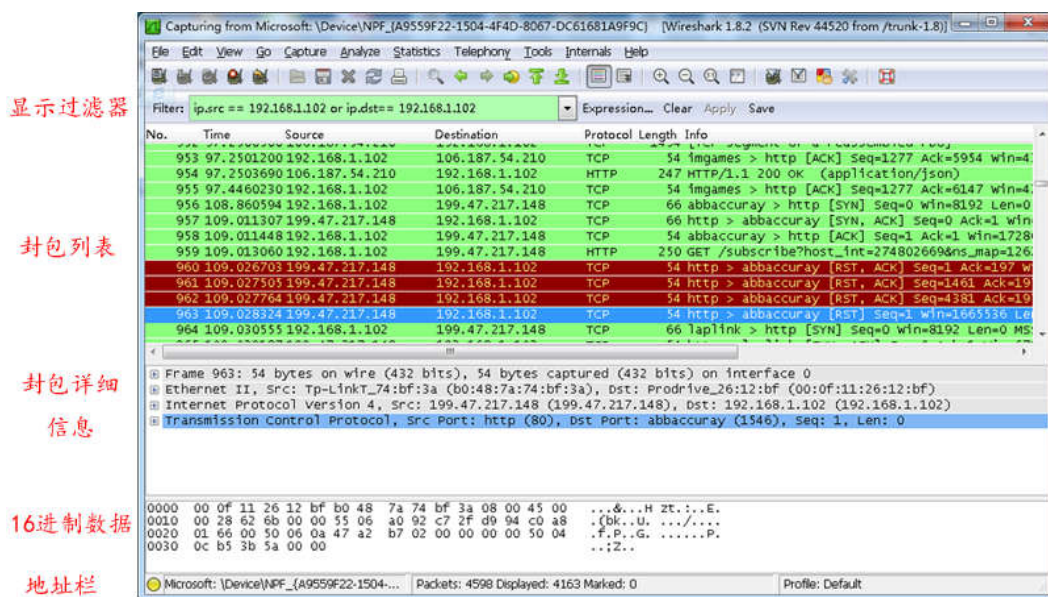 Capturing from Microsoft: \Device\NPF_{A9559F22-1504-4F4D-8067-DC61681A9F9C} [Wireshark 1.8.2 (SVN Rev 44520 from /trunk-1.8)]
File Edit View Go Capture Analyze Statistics Telephony Tools Internals Help
显示过滤器
Filter: ip.src == 192.168.1.102 or ip.dst== 192.168.1.102 Expression... Clear Apply Save
No. Time Source Destination Protocol Length Info
953 97.2501200 192.168.1.102 106.187.54.210 TCP 54 imgames > http [ACK] Seq=1277 Ack=5954 Win=4
954 97.2503690 106.187.54.210 192.168.1.102 HTTP 247 HTTP/1.1 200 OK (application/json)
955 97.4460230 192.168.1.102 106.187.54.210 TCP 54 imgames > http [ACK] Seq=1277 Ack=6147 Win=4
956 108.860594 192.168.1.102 199.47.217.148 TCP 66 abbaccuray > http [SYN] Seq=0 Win=8192 Len=0
957 109.011307 199.47.217.148 192.168.1.102 TCP 66 http > abbaccuray [SYN, ACK] Seq=0 Ack=1 Win
958 109.011448 192.168.1.102 199.47.217.148 TCP 54 abbaccuray > http [ACK] Seq=1 Ack=1 Win=1728
959 109.013060 192.168.1.102 199.47.217.148 HTTP 250 GET /subscribe?host_int=274802669&ns_map=126
封包列表
960 109.026703 199.47.217.148 192.168.1.102 TCP 54 http > abbaccuray [RST, ACK] Seq=1 Ack=197 W
961 109.027505 199.47.217.148 192.168.1.102 TCP 54 http > abbaccuray [RST, ACK] Seq=1461 Ack=19
962 109.027764 199.47.217.148 192.168.1.102 TCP 54 http > abbaccuray [RST, ACK] Seq=4381 Ack=19
963 109.028324 199.47.217.148 192.168.1.102 TCP 54 http > abbaccuray [RST] Seq=1 Win=1665536 Le
964 109.030555 192.168.1.102 199.47.217.148 TCP 66 laplink > http [SYN] Seq=0 Win=8192 Len=0 MS
封包详细
信息
Frame 963: 54 bytes on wire (432 bits), 54 bytes captured (432 bits) on interface 0
Ethernet II, Src: Tp-LinkT_74:bf:3a (b0:48:7a:74:bf:3a), Dst: Prodrive_26:12:bf (00:0f:11:26:12:bf)
Internet Protocol Version 4, Src: 199.47.217.148 (199.47.217.148), Dst: 192.168.1.102 (192.168.1.102)
Transmission Control Protocol, Src Port: http (80), Dst Port: abbaccuray (1546), Seq: 1, Len: 0
16进制数据
0000 00 0f 11 26 12 bf b0 48 7a 74 bf 3a 08 00 45 00 ...&...H zt.:..E.
0010 00 28 62 6b 00 00 55 06 a0 92 c7 2f d9 94 c0 a8 .(bk..U. .../....
0020 01 66 00 50 06 0a 47 a2 b7 02 00 00 00 00 50 04 .f.P..G. ......P.
0030 0c b5 3b 5a 00 00 ..;Z..
地址栏
Microsoft: \Device\NPF_{A9559F22-1504-... Packets: 4598 Displayed: 4163 Marked: 0 Profile: Default